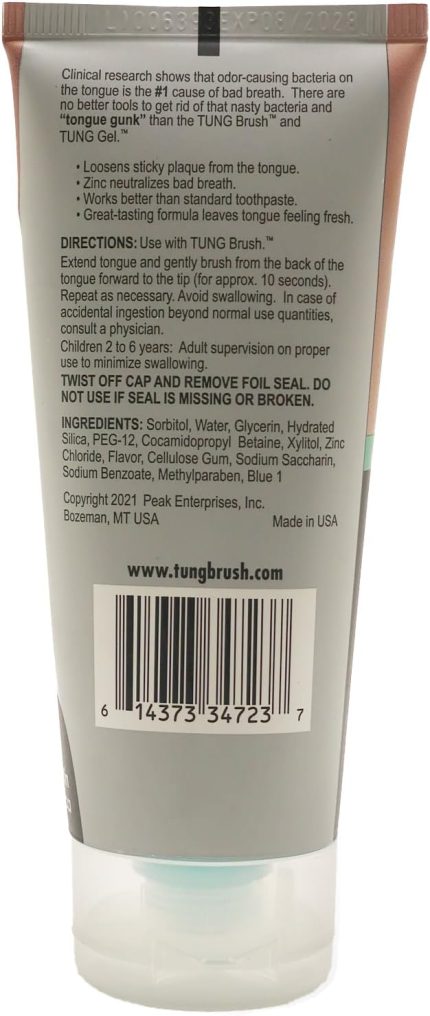 EXP08/2028
Clinical research shows that odor-causing bacteria on
the tongue is the #1 cause of bad breath. There are
no better tools to get rid of that nasty bacteria and
“tongue gunk” than the TUNG Brush™ and
TUNG Gel.™
• Loosens sticky plaque from the tongue.
• Zinc neutralizes bad breath.
• Works better than standard toothpaste.
• Great-tasting formula leaves tongue feeling fresh.
DIRECTIONS: Use with TUNG Brush.™
Extend tongue and gently brush from the back of the
tongue forward to the tip (for approx. 10 seconds).
Repeat as necessary. Avoid swallowing. In case of
accidental ingestion beyond normal use quantities,
consult a physician.
Children 2 to 6 years: Adult supervision on proper
use to minimize swallowing.
TWIST OFF CAP AND REMOVE FOIL SEAL. DO
NOT USE IF SEAL IS MISSING OR BROKEN.
INGREDIENTS: Sorbitol, Water, Glycerin, Hydrated
Silica, PEG-12, Cocamidopropyl Betaine, Xylitol, Zinc
Chloride, Flavor, Cellulose Gum, Sodium Saccharin,
Sodium Benzoate, Methylparaben, Blue 1
Copyright 2021 Peak Enterprises, Inc.
Bozeman, MT USA Made in USA
www.tungbrush.com
6 14373 34723 7